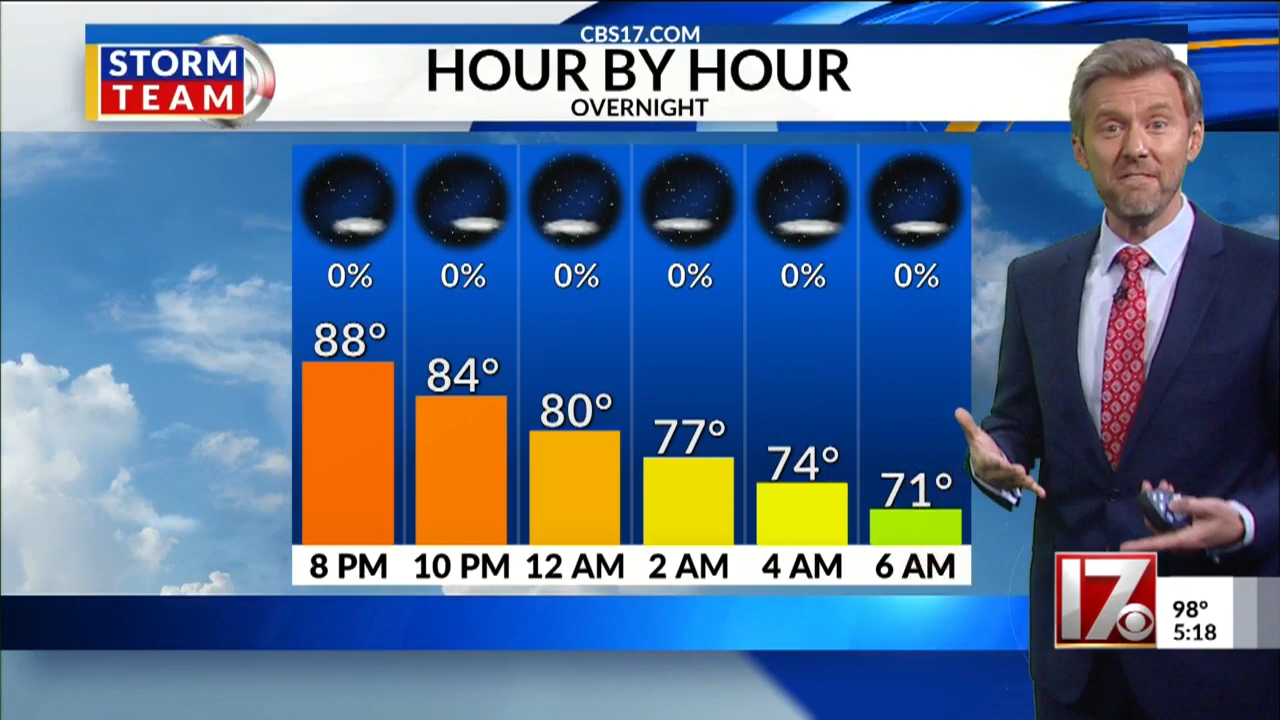 CBS17.COM
STORM
TEAM
HOUR BY HOUR
OVERNIGHT
0% 0% 0% 0% 0% 0%
88° 84° 80° 77° 74° 71°
8 PM 10 PM 12 AM 2 AM 4 AM 6 AM
17
98°
5:18